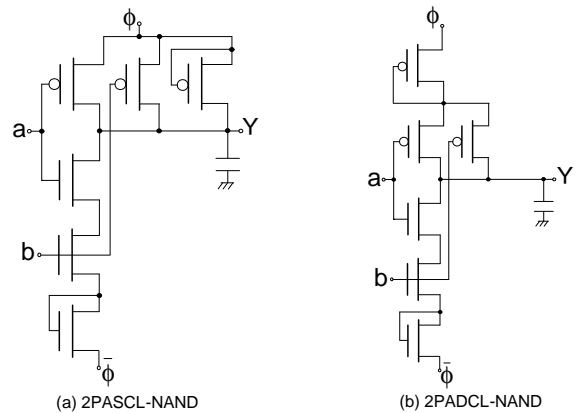 ϕ
ϕ
a
Y
a
Y
b
b
ϕ̅
ϕ̅
(a) 2PASCL-NAND
(b) 2PADCL-NAND